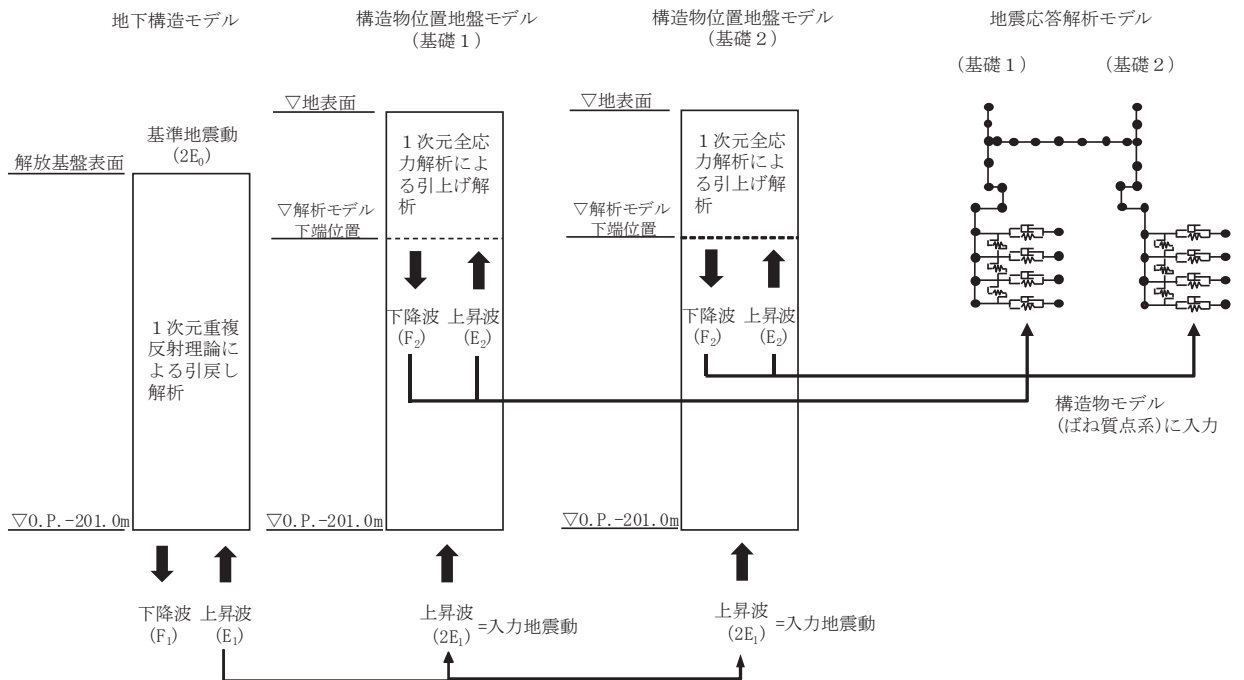 地下構造モデル
構造物位置地盤モデル
(基礎１)
構造物位置地盤モデル
(基礎２)
地震応答解析モデル
(基礎１)
(基礎２)
基準地震動
(2E₀)
解放基盤表面
１次元重複
反射理論に
よる引戻し
解析
▽O.P.-201.0m
下降波
(F₁)
上昇波
(E₁)
▽地表面
１次元全応
力解析によ
る引上げ解
析
▽解析モデル
下端位置
下降波
(F₂)
上昇波
(E₂)
▽O.P.-201.0m
上昇波
(2E₁)
=入力地震動
▽地表面
１次元全応
力解析によ
る引上げ解
析
▽解析モデル
下端位置
下降波
(F₂)
上昇波
(E₂)
▽O.P.-201.0m
上昇波
(2E₁)
=入力地震動
構造物モデル
(ばね質点系)に入力